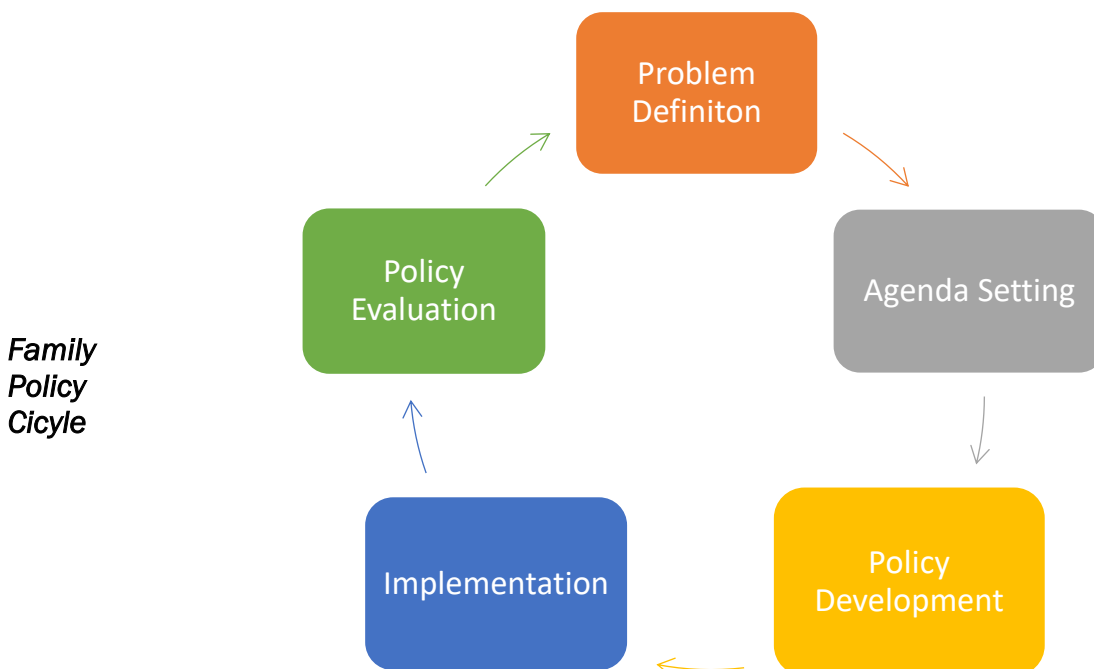 Problem
Definiton
Agenda Setting
Policy
Development
Implementation
Policy
Evaluation
Family
Policy
Cicyle